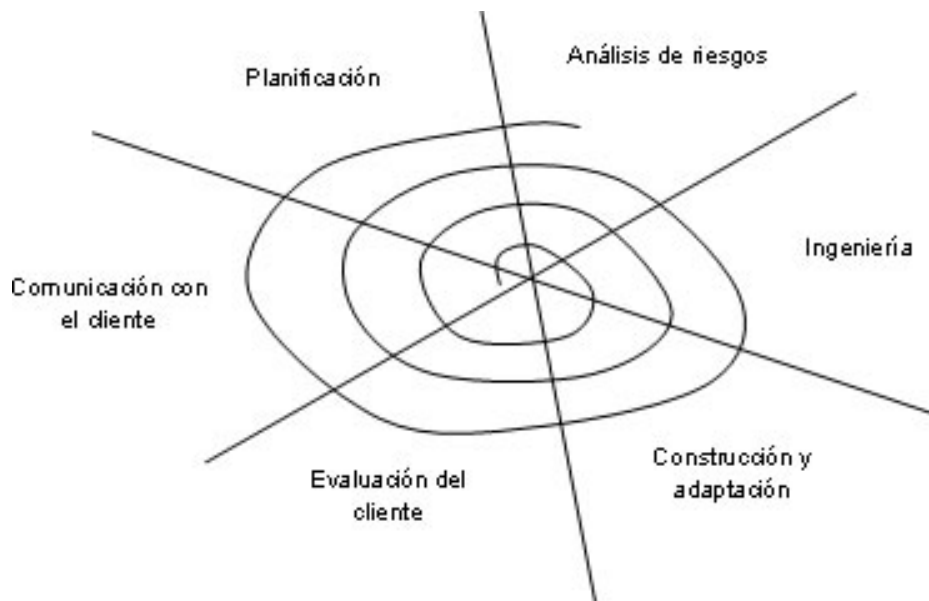 Análisis de riesgos
Planificación
Ingeniería
Comunicación con
el cliente
Construcción y
adaptación
Evaluación del
cliente